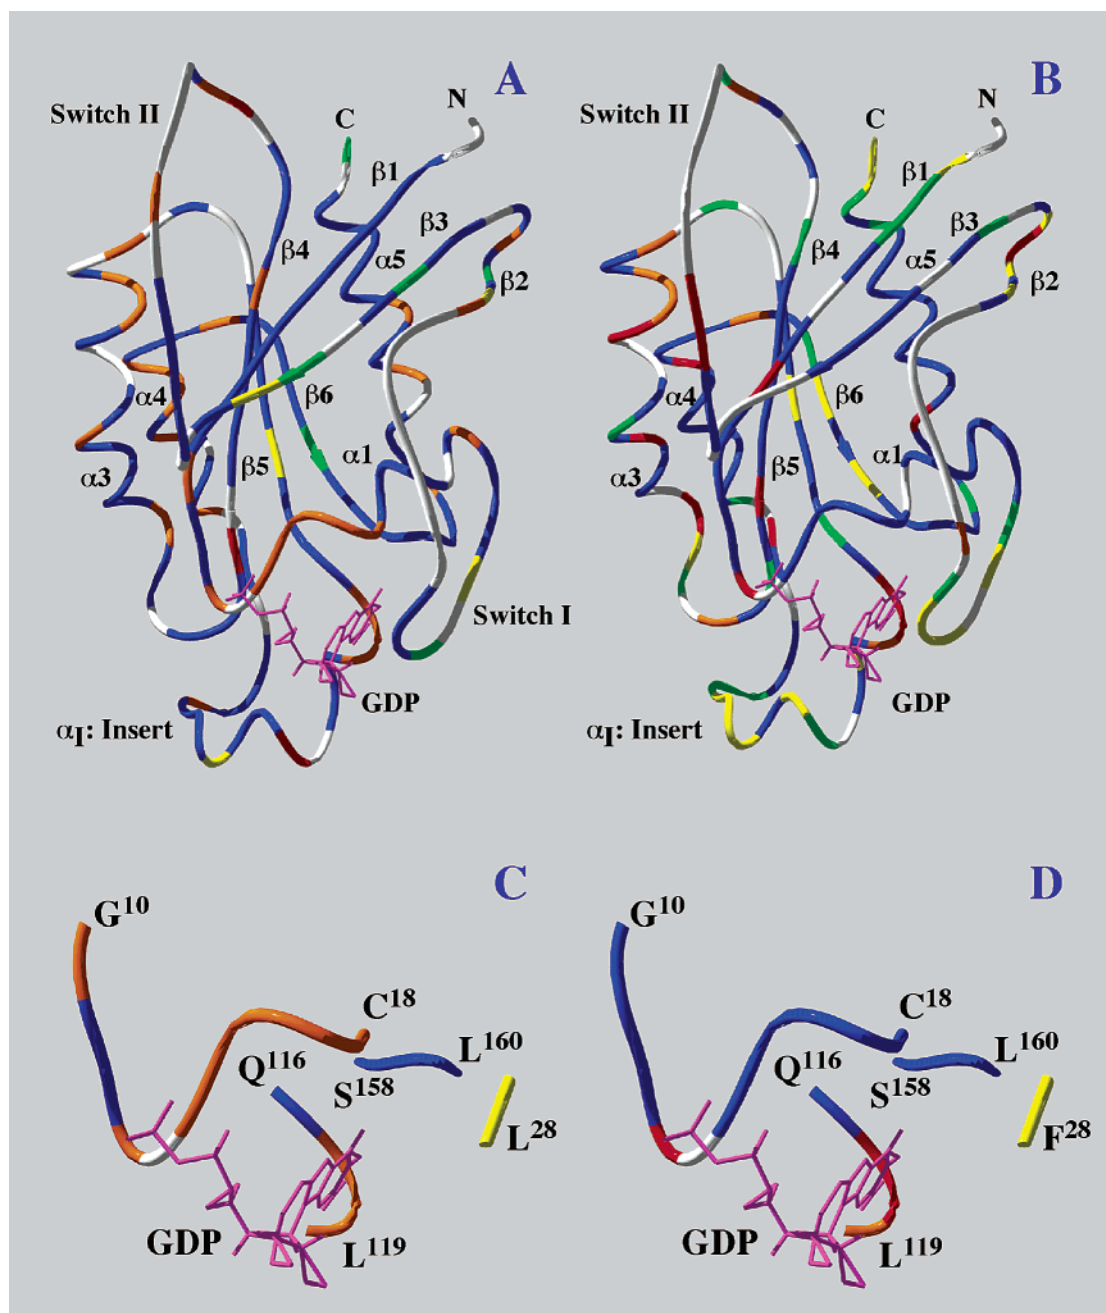 A
Switch II
N
C
β1
β3
β4
α5
β2
α4
β6
α3
β5
α1
Switch I
GDP
αI: Insert
B
Switch II
N
C
β1
β3
β4
α5
β2
α4
β6
α3
β5
α1
GDP
αI: Insert
C
G10
C18
Q116
L160
S158
L28
GDP
L119
D
G10
C18
Q116
L160
S158
F28
GDP
L119